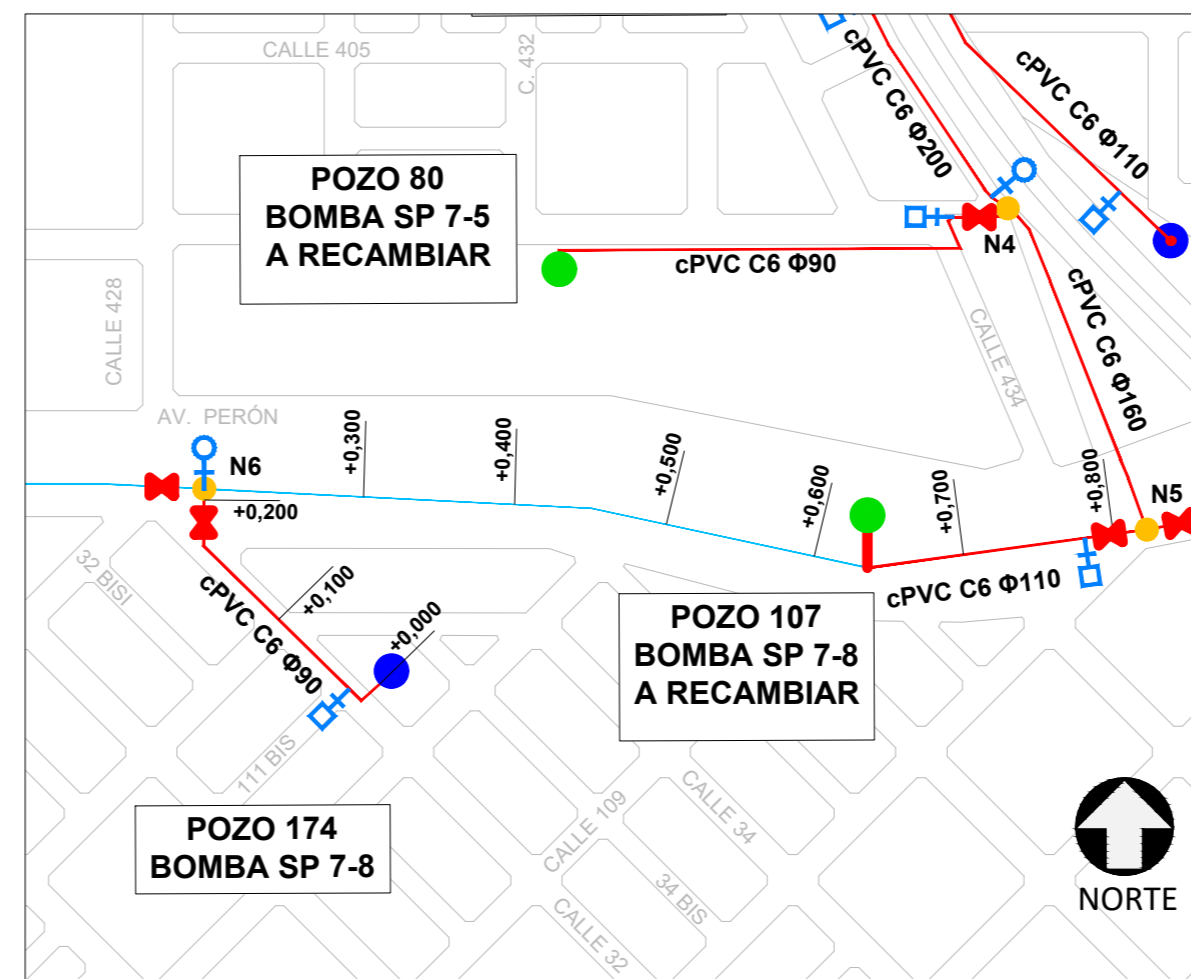 CALLE 405
C. 432
cPVC C6 Φ200
cPVC C6 Φ110
POZO 80
BOMBA SP 7-5
A RECAMBIAR
N4
cPVC C6 Φ90
CALLE 428
CALLE 434
cPVC C6 Φ160
AV. PERÓN
N6
+0,200
+0,300
+0,400
+0,500
+0,600
+0,700
+0,800
N5
32 BISI
+0,100
+0,000
cPVC C6 Φ90
cPVC C6 Φ110
POZO 107
BOMBA SP 7-8
A RECAMBIAR
111 BIS
CALLE 109
CALLE 34
34 BIS
CALLE 32
POZO 174
BOMBA SP 7-8
NORTE